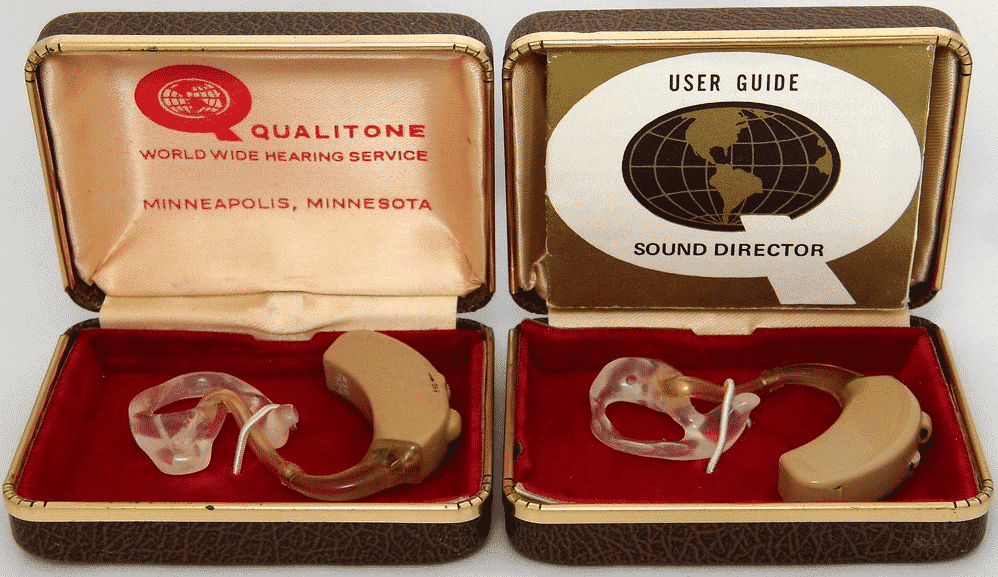 QUALITONE
WORLD WIDE HEARING SERVICE
MINNEAPOLIS, MINNESOTA
USER GUIDE
SOUND DIRECTOR